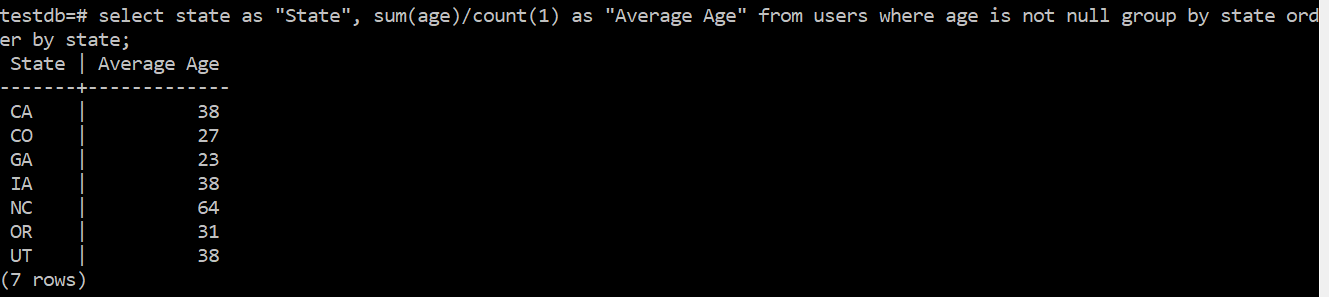 testdb=# select state as "State", sum(age)/count(1) as "Average Age" from users where age is not null group by state ord
er by state;
 State | Average Age
-------+-------------
 CA    |          38
 CO    |          27
 GA    |          23
 IA    |          38
 NC    |          64
 OR    |          31
 UT    |          38
(7 rows)